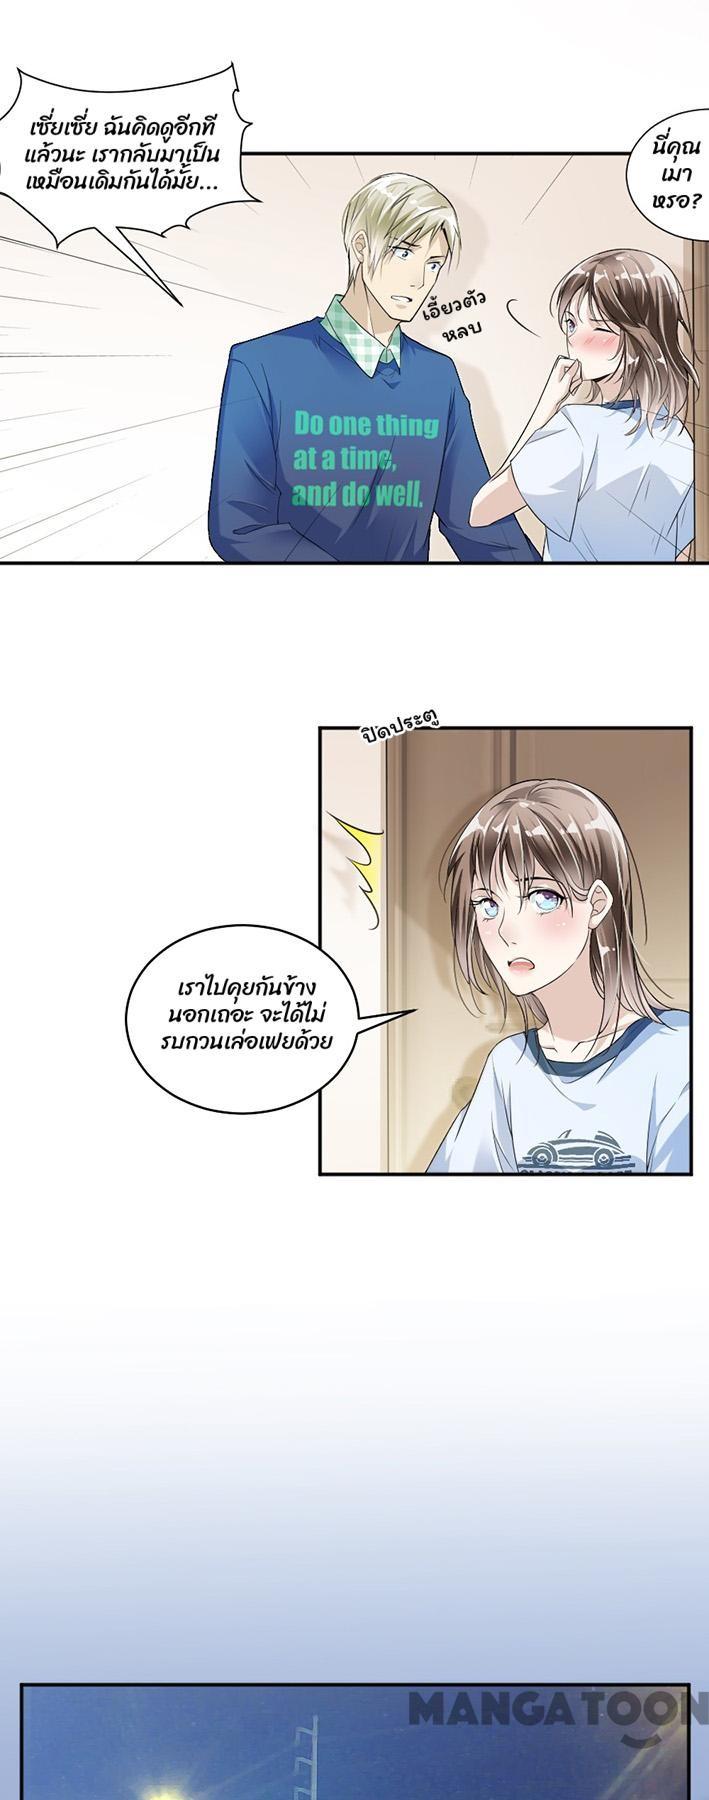 เซี่ยเซี่ย ฉันคิดดูอีกที
แล้วนะ เรากลับมาเป็น
เหมือนเดิมกันได้มั้ย...
นี่คุณ
เมา
หรอ?
เอี้ยวตัว
หลบ
Do one thing
at a time,
and do well.
ปิดประตู
เราไปคุยกันข้าง
นอกเถอะ จะได้ไม่
รบกวนเล่อเฟยด้วย
MANGATOON